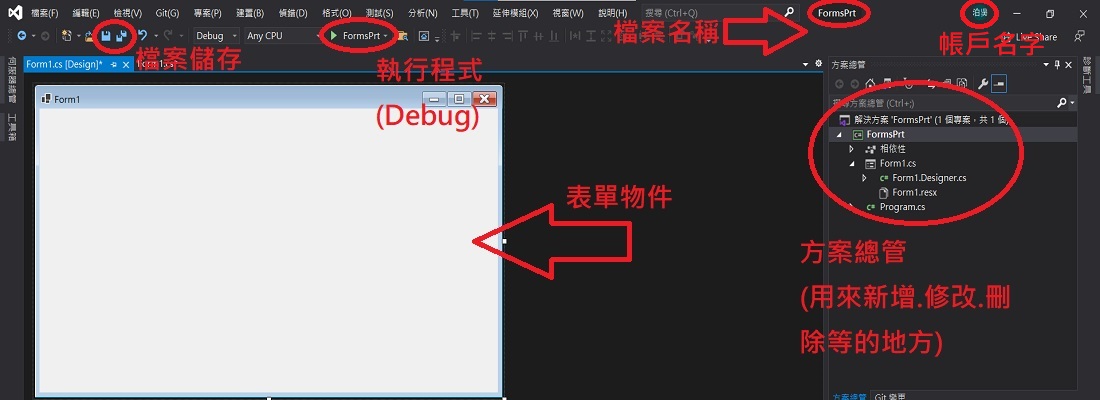 檔案(F) 編輯(E) 檢視(V) Git(G) 專案(P) 建置(B) 偵錯(D) 格式(O) 測試(S) 分析(N) 工具(T) 延伸模組(X) 視窗(W) 說明(H) 搜尋 (Ctrl+Q) FormsPrt
Debug Any CPU FormsPrt Live Share
檔案儲存
檔案名稱
帳戶名字
執行程式
(Debug)
Form1.cs [Design]*
伺服器總管
工具箱
Form1
表單物件
方案總管
搜尋方案總管 (Ctrl+;)
解決方案 'FormsPrt' (1 個專案，共 1 個)
FormsPrt
相依性
Form1.cs
Form1.Designer.cs
Form1.resx
Program.cs
診斷工具
方案總管
(用來新增.修改.刪
除等的地方)
方案總管 Git 變更